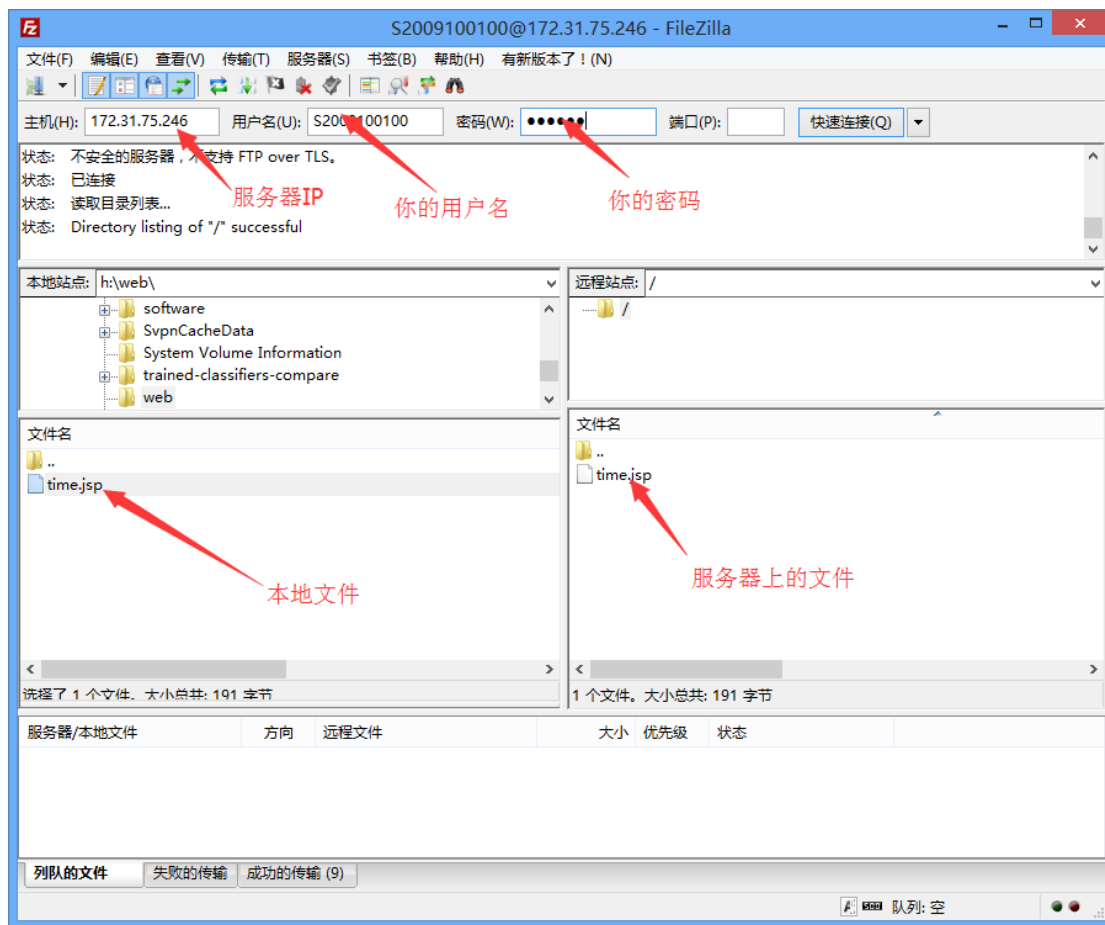 S2009100100@172.31.75.246 - FileZilla
文件(F) 编辑(E) 查看(V) 传输(T) 服务器(S) 书签(B) 帮助(H) 有新版本了！(N)
主机(H): 172.31.75.246 用户名(U): S2009100100 密码(W): ●●●●●● 端口(P): 快速连接(Q)
状态: 不安全的服务器，不支持 FTP over TLS。
状态: 已连接
状态: 读取目录列表...
状态: Directory listing of "/" successful
服务器IP
你的用户名
你的密码
本地站点: h:\web\
software
SvpnCacheData
System Volume Information
trained-classifiers-compare
web
远程站点: /
/
文件名
..
time.jsp
本地文件
选择了 1 个文件。大小总共: 191 字节
文件名
..
time.jsp
服务器上的文件
1 个文件。大小总共: 191 字节
服务器/本地文件 方向 远程文件 大小 优先级 状态
列队的文件 失败的传输 成功的传输 (9)
队列: 空